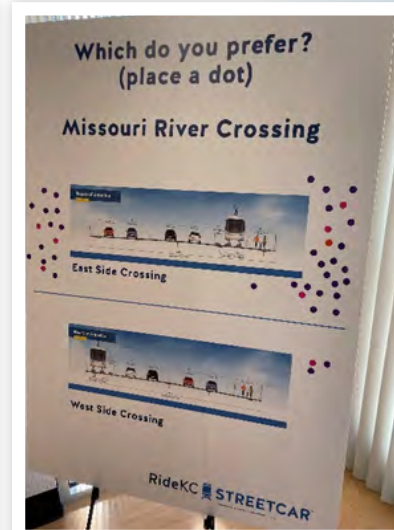 Which do you prefer?
(place a dot)
Missouri River Crossing
East Side Crossing
West Side Crossing
RideKC STREETCAR